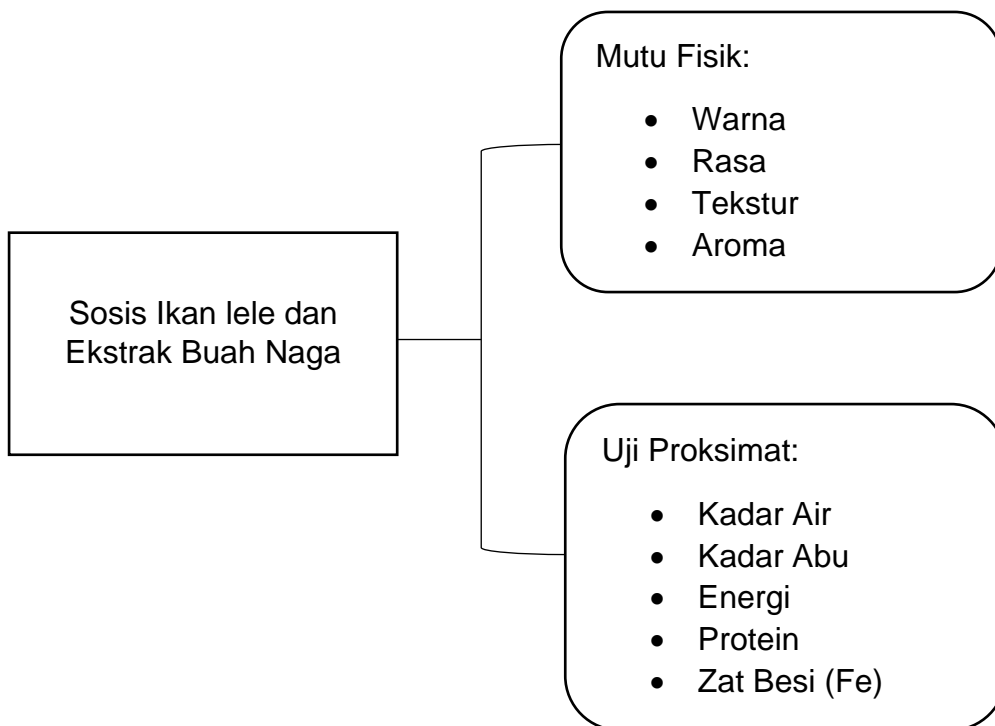 Mutu Fisik:
• Warna
• Rasa
• Tekstur
• Aroma
Sosis Ikan lele dan
Ekstrak Buah Naga
Uji Proksimat:
• Kadar Air
• Kadar Abu
• Energi
• Protein
• Zat Besi (Fe)